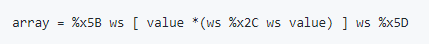 array = %x5B ws [ value *(ws %x2C ws value) ] ws %x5D